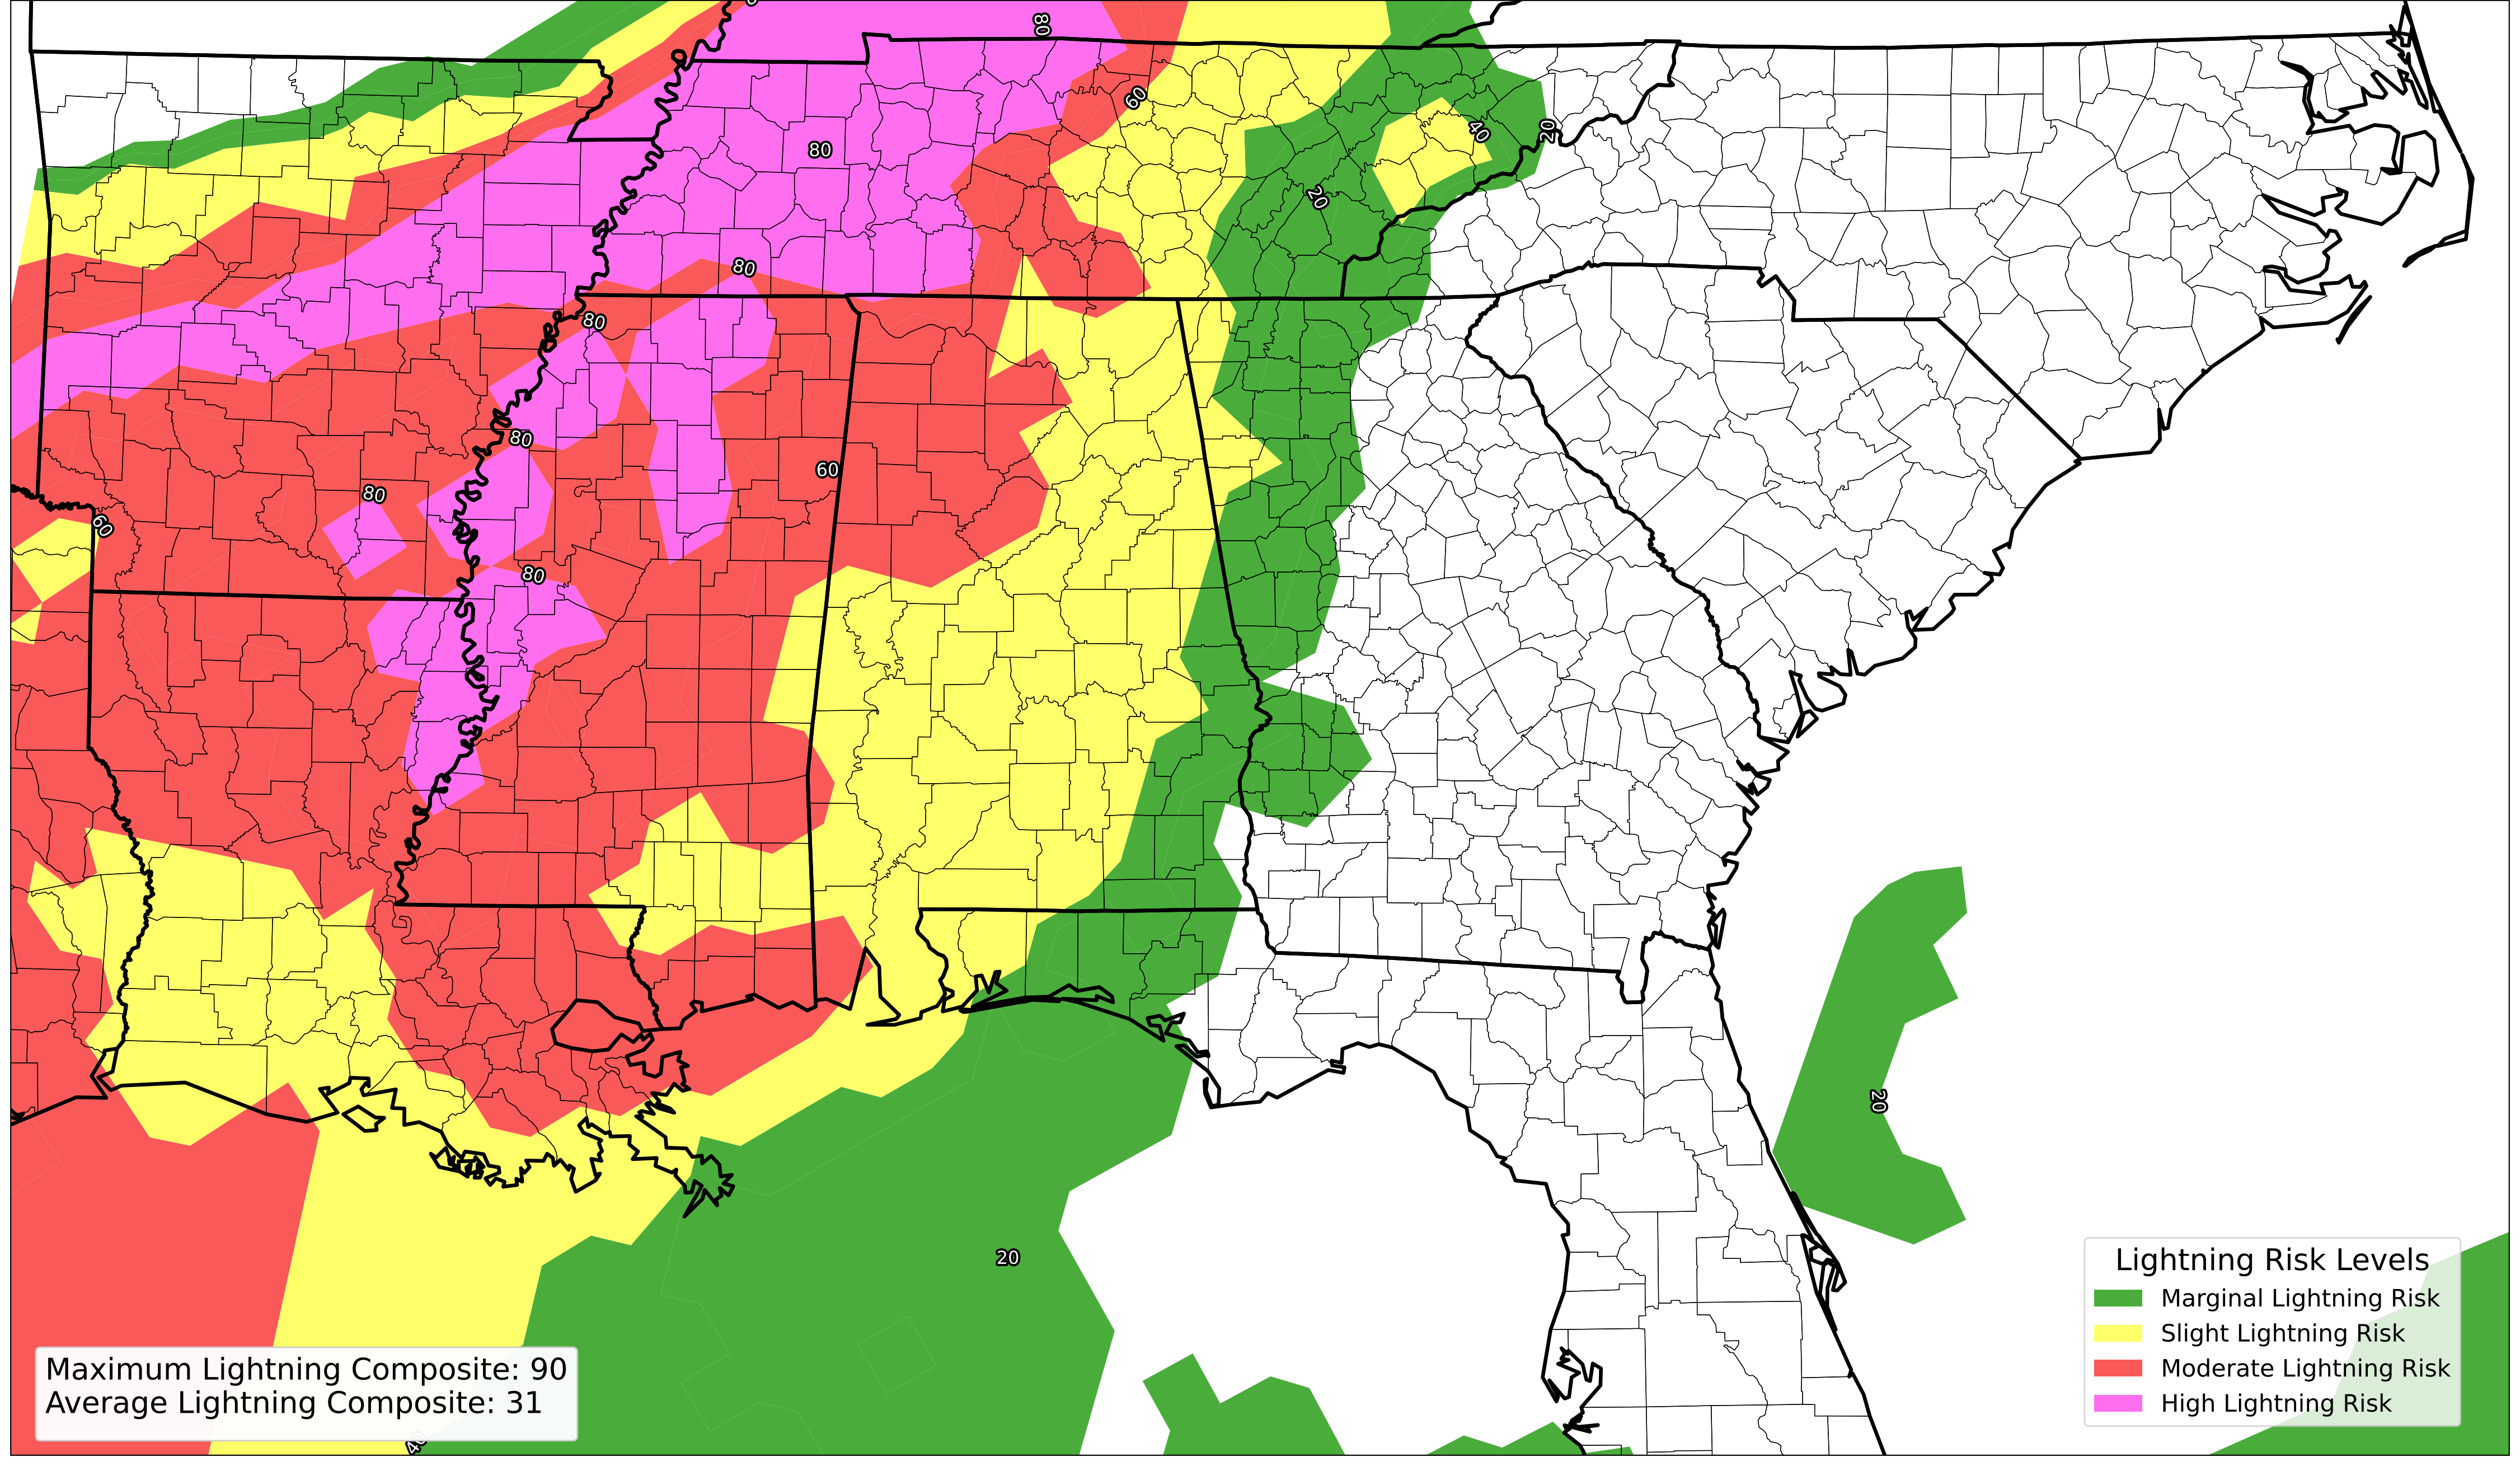 80
60
80
40
20
20
80
80
80
60
80
60
80
20
20
40
Maximum Lightning Composite: 90
Average Lightning Composite: 31
Lightning Risk Levels
Marginal Lightning Risk
Slight Lightning Risk
Moderate Lightning Risk
High Lightning Risk